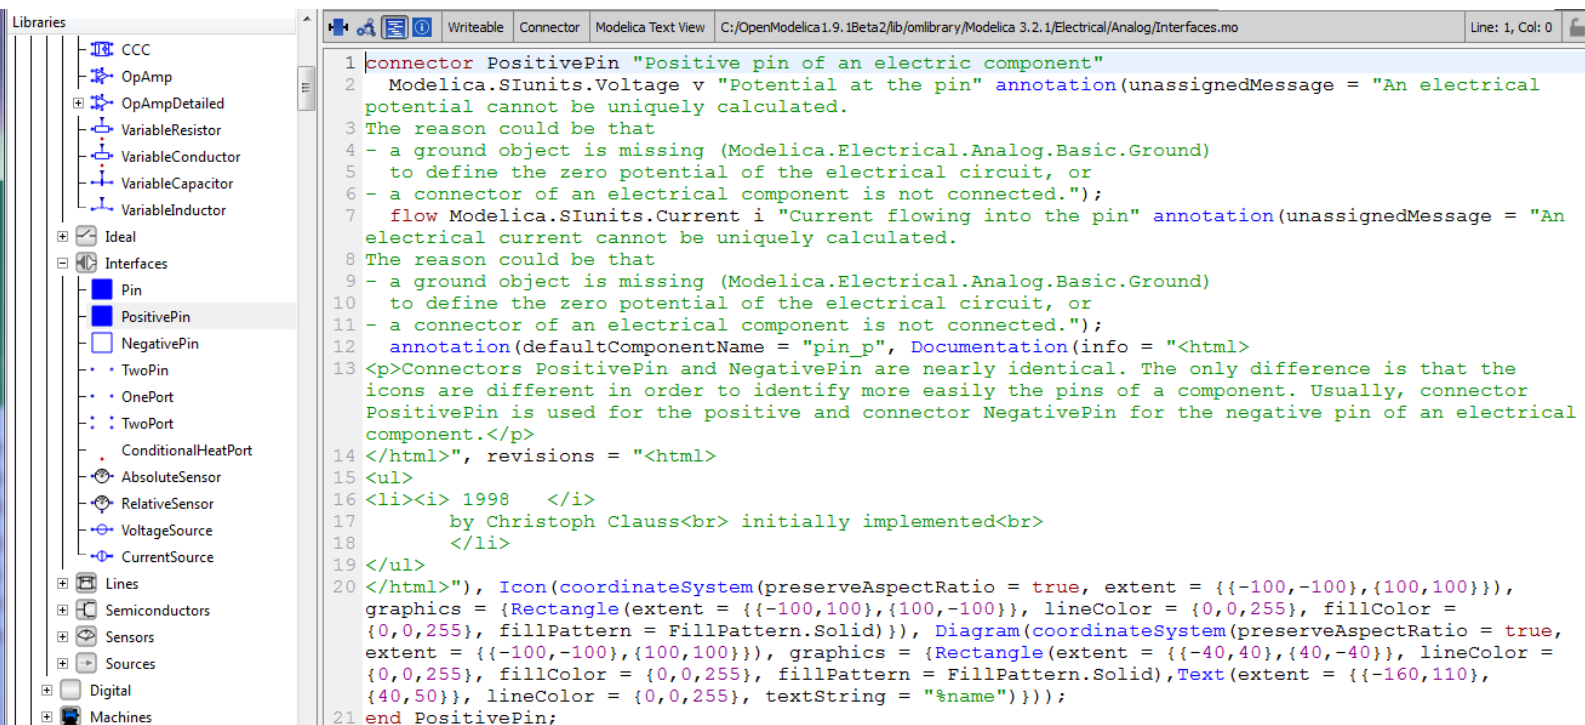 Libraries
CCC
OpAmp
OpAmpDetailed
VariableResistor
VariableConductor
VariableCapacitor
VariableInductor
Ideal
Interfaces
Pin
PositivePin
NegativePin
TwoPin
OnePort
TwoPort
ConditionalHeatPort
AbsoluteSensor
RelativeSensor
VoltageSource
CurrentSource
Lines
Semiconductors
Sensors
Sources
Digital
Machines
Writeable Connector Modelica Text View C:/OpenModelica1.9.1Beta2/lib/omlibrary/Modelica 3.2.1/Electrical/Analog/Interfaces.mo Line: 1, Col: 0
1 connector PositivePin "Positive pin of an electric component"
2 Modelica.SIunits.Voltage v "Potential at the pin" annotation(unassignedMessage = "An electrical
potential cannot be uniquely calculated.
3 The reason could be that
4 - a ground object is missing (Modelica.Electrical.Analog.Basic.Ground)
5 to define the zero potential of the electrical circuit, or
6 - a connector of an electrical component is not connected.");
7 flow Modelica.SIunits.Current i "Current flowing into the pin" annotation(unassignedMessage = "An
electrical current cannot be uniquely calculated.
8 The reason could be that
9 - a ground object is missing (Modelica.Electrical.Analog.Basic.Ground)
10 to define the zero potential of the electrical circuit, or
11 - a connector of an electrical component is not connected.");
12 annotation(defaultComponentName = "pin_p", Documentation(info = "<html>
13 <p>Connectors PositivePin and NegativePin are nearly identical. The only difference is that the
icons are different in order to identify more easily the pins of a component. Usually, connector
PositivePin is used for the positive and connector NegativePin for the negative pin of an electrical
component.</p>
14 </html>", revisions = "<html>
15 <ul>
16 <li><i> 1998   </i>
17 by Christoph Clauss<br> initially implemented<br>
18 </li>
19 </ul>
20 </html>"), Icon(coordinateSystem(preserveAspectRatio = true, extent = {{-100,-100},{100,100}}),
graphics = {Rectangle(extent = {{-100,100},{100,-100}}, lineColor = {0,0,255}, fillColor =
{0,0,255}, fillPattern = FillPattern.Solid)}), Diagram(coordinateSystem(preserveAspectRatio = true,
extent = {{-100,-100},{100,100}}), graphics = {Rectangle(extent = {{-40,40},{40,-40}}, lineColor =
{0,0,255}, fillColor = {0,0,255}, fillPattern = FillPattern.Solid),Text(extent = {{-160,110},
{40,50}}, lineColor = {0,0,255}, textString = "%name")}));
21 end PositivePin;